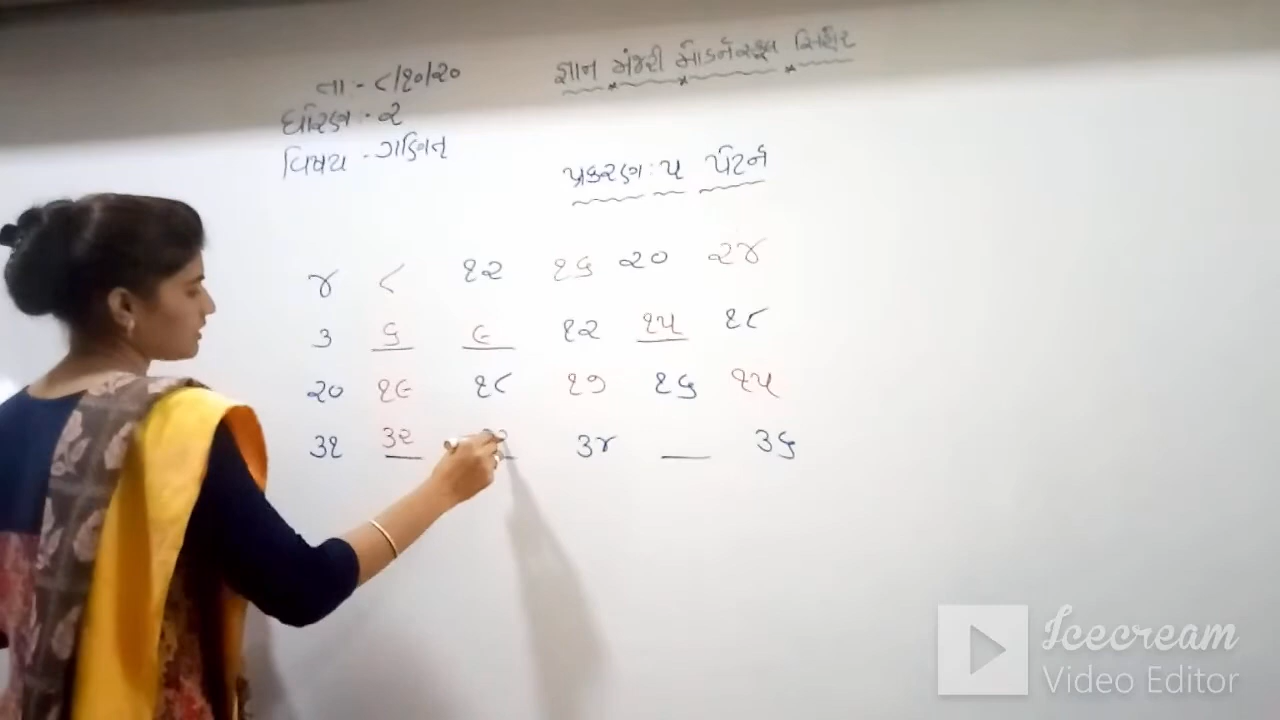 તા :- ૮/૧૦/૨૦
જ્ઞાન મંજરી મોડર્ન સ્કૂલ સિહોર
ધોરણ :- ૨
વિષય - ગણિત
પ્રકરણ : ૫ પેટર્ન
૪ ૮ ૧૨ ૧૬ ૨૦ ૨૪
૩ ૬ ૯ ૧૨ ૧૫ ૧૮
૨૦ ૧૯ ૧૮ ૧૭ ૧૬ ૧૫
૩૧ ૩૨ ૩૪ __ ૩૬
Icecream
Video Editor